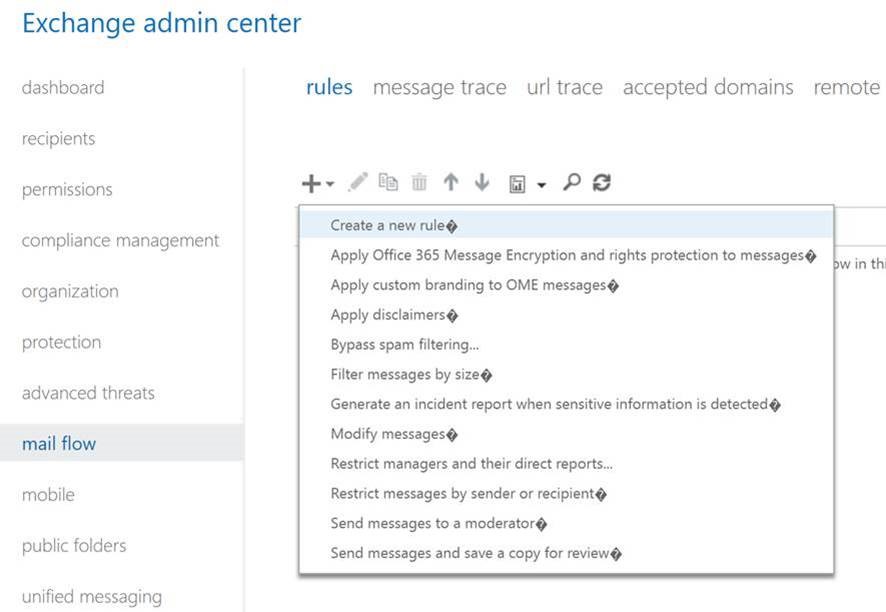 Exchange admin center
dashboard
recipients
permissions
compliance management
organization
protection
advanced threats
mail flow
mobile
public folders
unified messaging
rules message trace url trace accepted domains remote
Create a new rule�
Apply Office 365 Message Encryption and rights protection to messages�
Apply custom branding to OME messages�
Apply disclaimers�
Bypass spam filtering...
Filter messages by size�
Generate an incident report when sensitive information is detected�
Modify messages�
Restrict managers and their direct reports...
Restrict messages by sender or recipient�
Send messages to a moderator�
Send messages and save a copy for review�
ow in thi